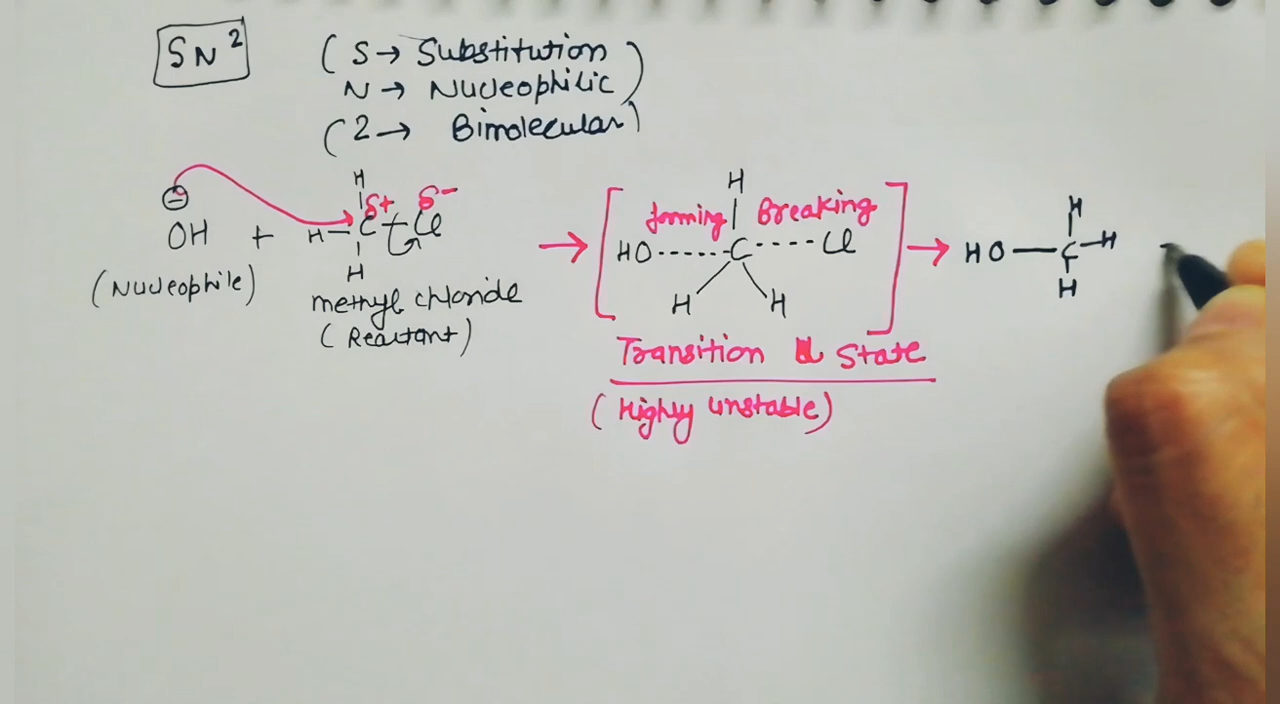 SN² (S → Substitution
N → Nucleophilic)
(2 → Bimolecular)
H
δ+ δ-
⊖
OH + H-C-Cl → [HO-----C----Cl] → HO-C-H
H
(Nucleophile)
methyl chloride
(Reactant)
H
forming Breaking
H H
Transition State
(Highly unstable)
H
H